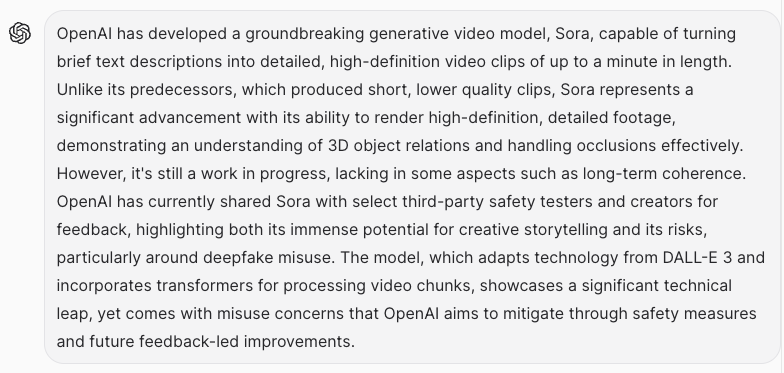 OpenAI has developed a groundbreaking generative video model, Sora, capable of turning
brief text descriptions into detailed, high-definition video clips of up to a minute in length.
Unlike its predecessors, which produced short, lower quality clips, Sora represents a
significant advancement with its ability to render high-definition, detailed footage,
demonstrating an understanding of 3D object relations and handling occlusions effectively.
However, it's still a work in progress, lacking in some aspects such as long-term coherence.
OpenAI has currently shared Sora with select third-party safety testers and creators for
feedback, highlighting both its immense potential for creative storytelling and its risks,
particularly around deepfake misuse. The model, which adapts technology from DALL-E 3 and
incorporates transformers for processing video chunks, showcases a significant technical
leap, yet comes with misuse concerns that OpenAI aims to mitigate through safety measures
and future feedback-led improvements.